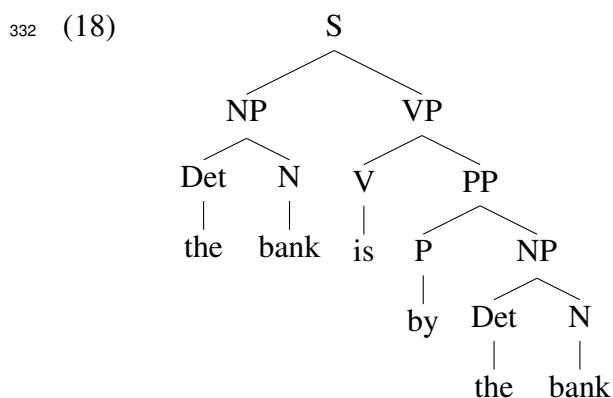 332 (18) S
NP VP
Det N V PP
the bank is P NP
by Det N
the bank